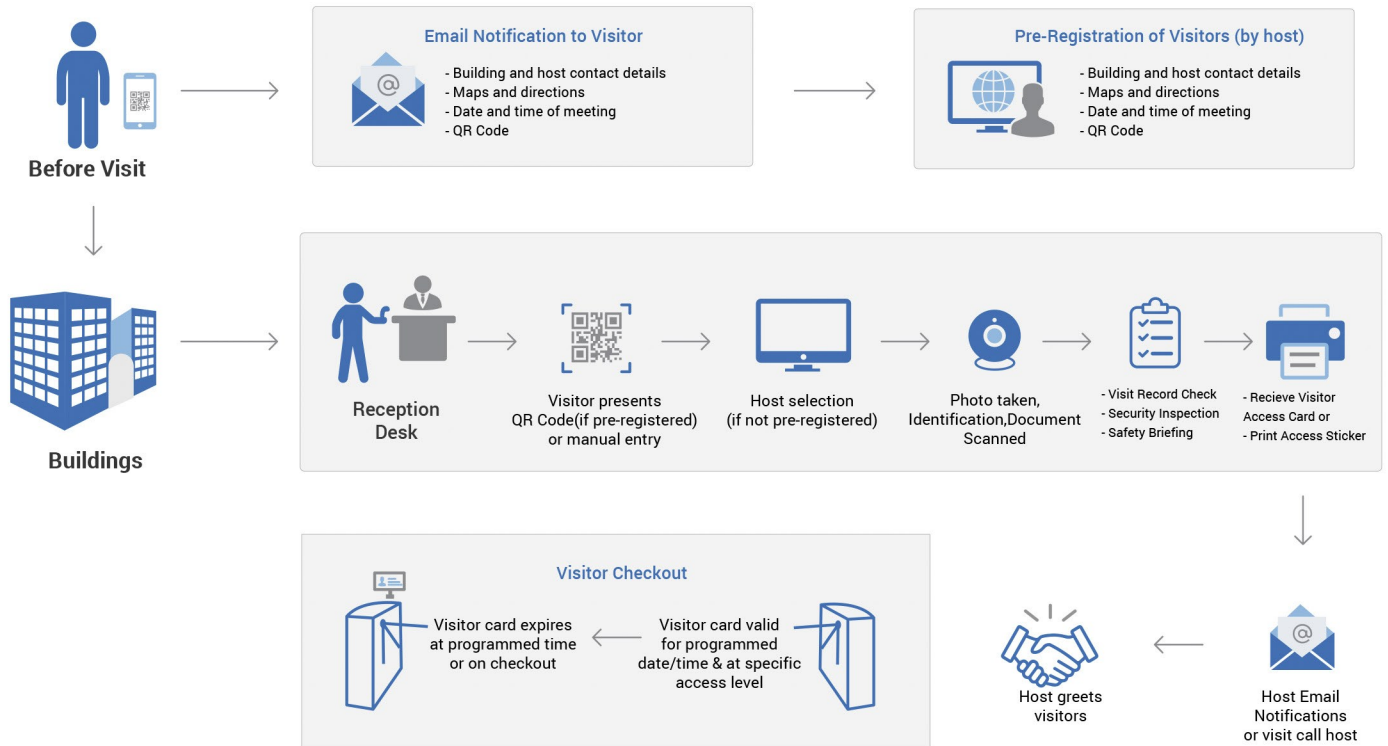 Email Notification to Visitor
- Building and host contact details
- Maps and directions
- Date and time of meeting
- QR Code
Pre-Registration of Visitors (by host)
- Building and host contact details
- Maps and directions
- Date and time of meeting
- QR Code
Before Visit
Buildings
Reception
Desk
Visitor presents
QR Code(if pre-registered)
or manual entry
Host selection
(if not pre-registered)
Photo taken,
Identification,Document
Scanned
- Visit Record Check
- Security Inspection
- Safety Briefing
- Recieve Visitor
Access Card or
- Print Access Sticker
Visitor Checkout
Visitor card expires
at programmed time
or on checkout
Visitor card valid
for programmed
date/time & at specific
access level
Host greets
visitors
@
Host Email
Notifications
or visit call host
@